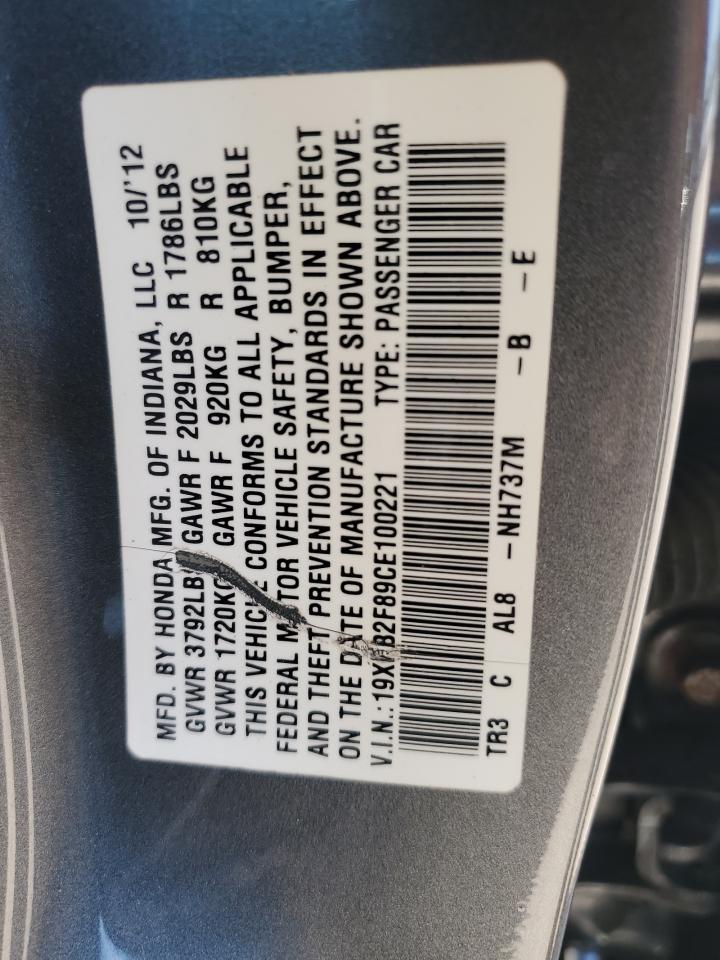 MFD. BY HONDA MFG. OF INDIANA, LLC 10/'12
GVWR 3792LBS GAWR F 2029LBS R 1786LBS
GVWR 1720KG GAWR F 920KG R 810KG
THIS VEHICLE CONFORMS TO ALL APPLICABLE
FEDERAL MOTOR VEHICLE SAFETY, BUMPER,
AND THEFT PREVENTION STANDARDS IN EFFECT
ON THE DATE OF MANUFACTURE SHOWN ABOVE.
V.I.N.: TYPE: PASSENGER CAR
TR3 C AL8 -NH737M -B -E